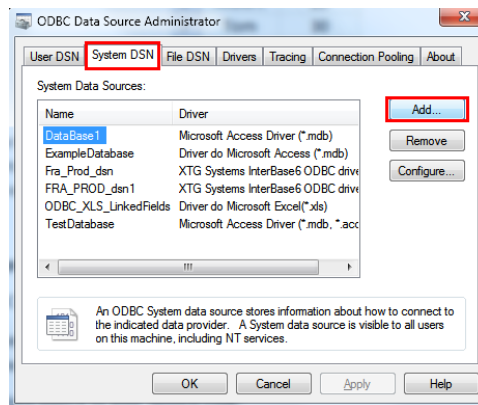 ODBC Data Source Administrator
User DSN System DSN File DSN Drivers Tracing Connection Pooling About
System Data Sources:
Name Driver
Add...
DataBase1 Microsoft Access Driver (*.mdb)
Remove
ExampleDatabase Driver do Microsoft Access (*.mdb)
Fra_Prod_dsn XTG Systems InterBase6 ODBC drive
Configure...
FRA_PROD_dsn1 XTG Systems InterBase6 ODBC drive
ODBC_XLS_LinkedFields Driver do Microsoft Excel(*.xls)
TestDatabase Microsoft Access Driver (*.mdb, *.acc
An ODBC System data source stores information about how to connect to
the indicated data provider. A System data source is visible to all users
on this machine, including NT services.
OK Cancel Apply Help